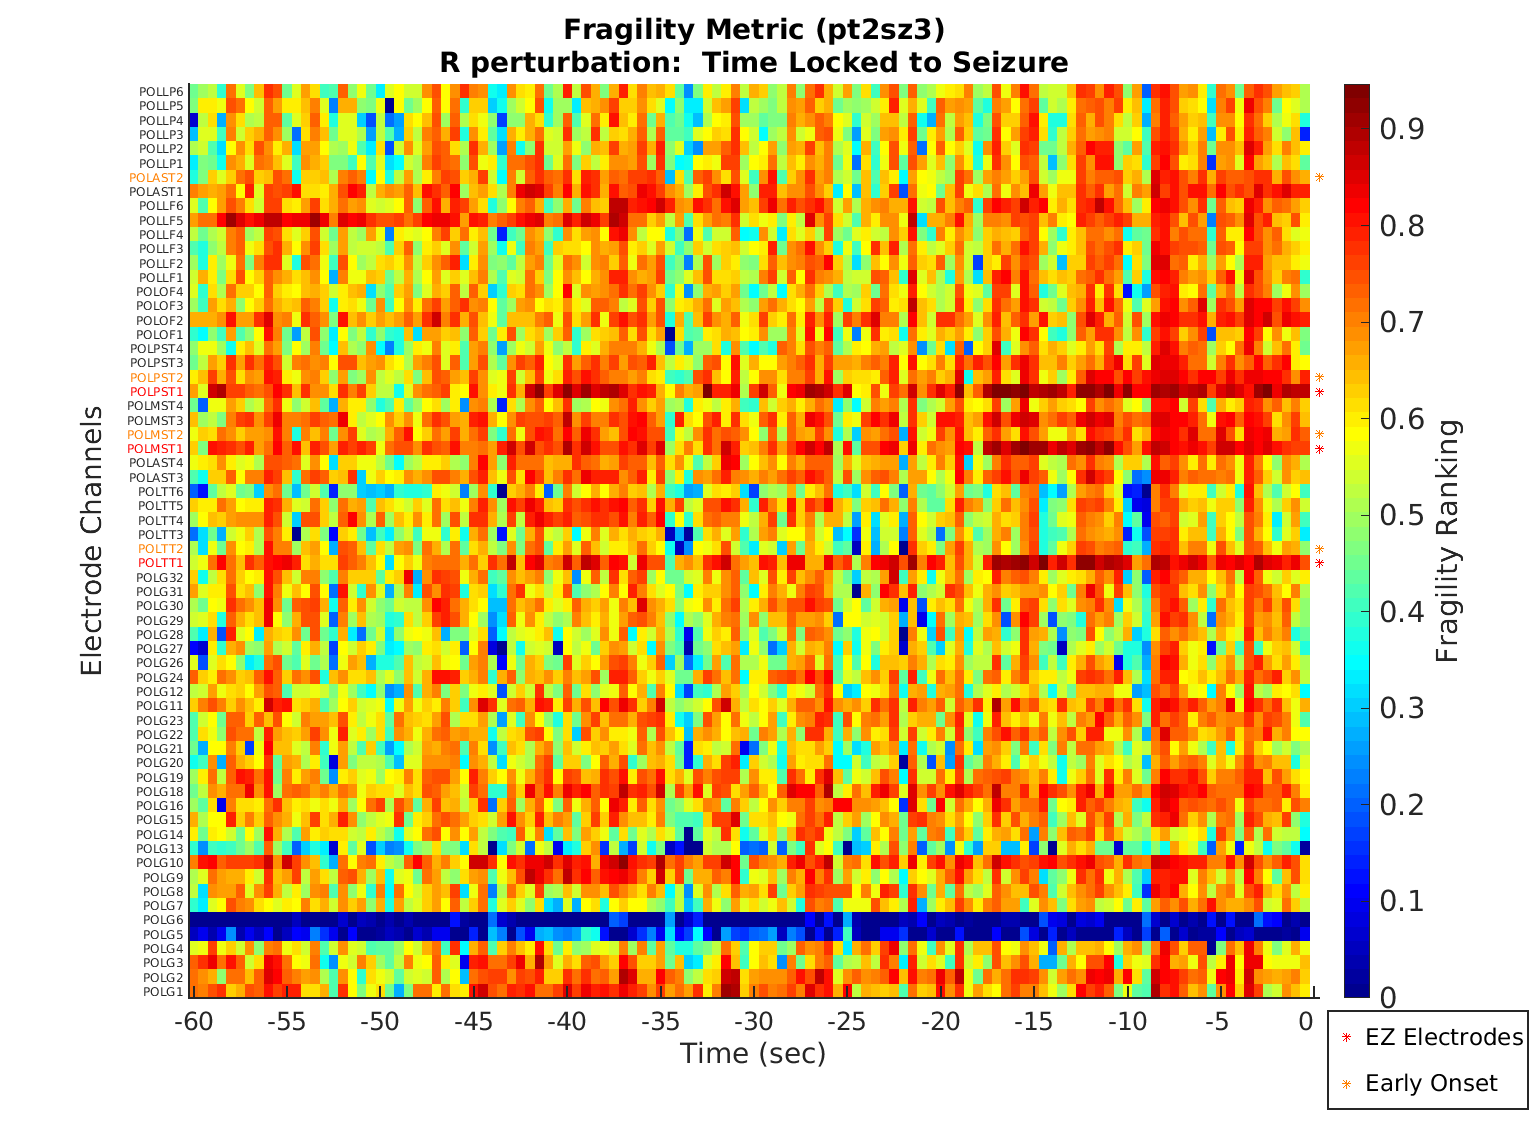 Fragility Metric (pt2sz3)
R perturbation:  Time Locked to Seizure
Electrode Channels
POLLP6
POLLP5
POLLP4
POLLP3
POLLP2
POLLP1
POLAST2
POLAST1
POLLF6
POLLF5
POLLF4
POLLF3
POLLF2
POLLF1
POLOF4
POLOF3
POLOF2
POLOF1
POLPST4
POLPST3
POLPST2
POLPST1
POLMST4
POLMST3
POLMST2
POLMST1
POLAST4
POLAST3
POLTT6
POLTT5
POLTT4
POLTT3
POLTT2
POLTT1
POLG32
POLG31
POLG30
POLG29
POLG28
POLG27
POLG26
POLG24
POLG12
POLG11
POLG23
POLG22
POLG21
POLG20
POLG19
POLG18
POLG16
POLG15
POLG14
POLG13
POLG10
POLG9
POLG8
POLG7
POLG6
POLG5
POLG4
POLG3
POLG2
POLG1
-60 -55 -50 -45 -40 -35 -30 -25 -20 -15 -10 -5 0
Time (sec)
0.9
0.8
0.7
0.6
0.5
0.4
0.3
0.2
0.1
0
Fragility Ranking
EZ Electrodes
Early Onset